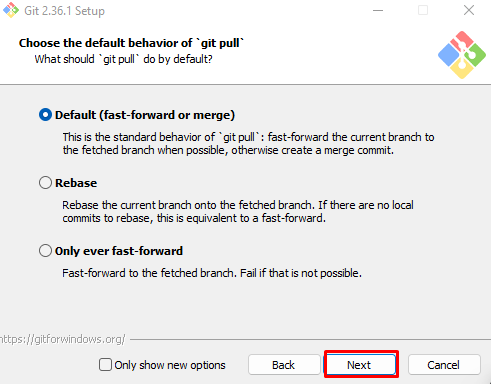 Git 2.36.1 Setup
Choose the default behavior of `git pull`
What should `git pull` do by default?
Default (fast-forward or merge)
This is the standard behavior of `git pull`: fast-forward the current branch to
the fetched branch when possible, otherwise create a merge commit.
Rebase
Rebase the current branch onto the fetched branch. If there are no local
commits to rebase, this is equivalent to a fast-forward.
Only ever fast-forward
Fast-forward to the fetched branch. Fail if that is not possible.
https://gitforwindows.org/
Only show new options
Back
Next
Cancel